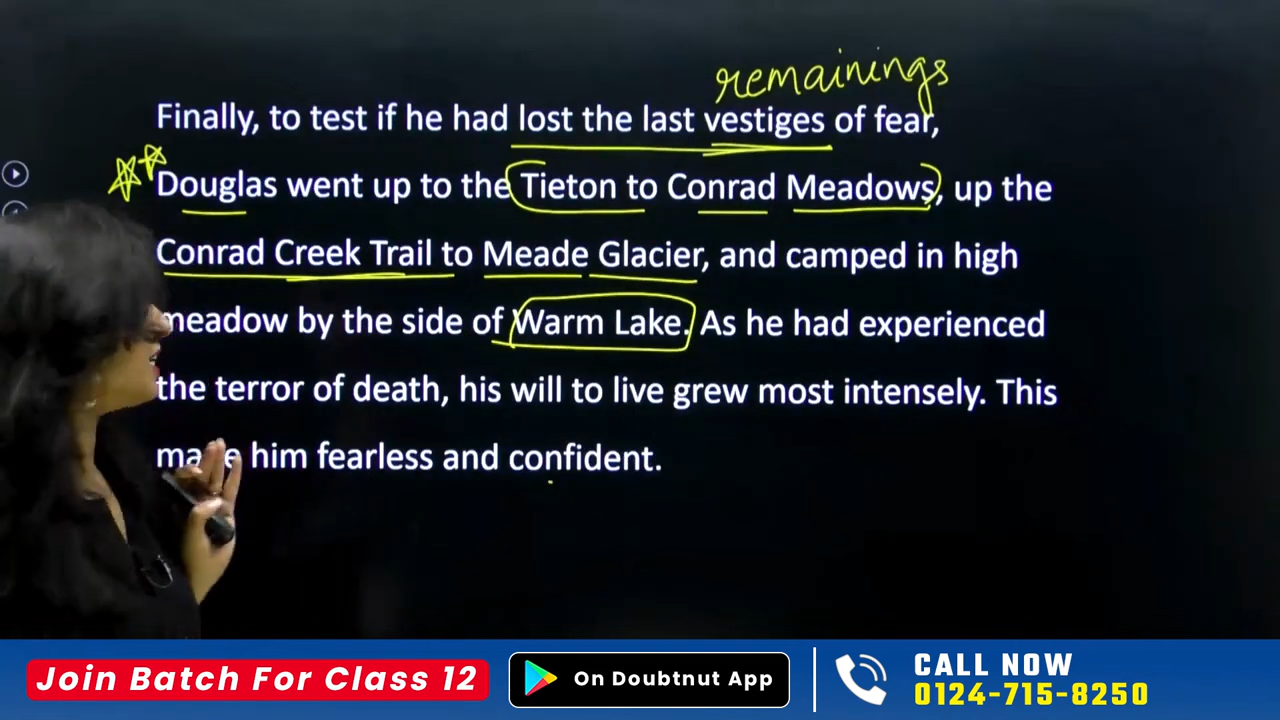 remainings
Finally, to test if he had lost the last vestiges of fear,
Douglas went up to the Tieton to Conrad Meadows, up the
Conrad Creek Trail to Meade Glacier, and camped in high
meadow by the side of Warm Lake. As he had experienced
the terror of death, his will to live grew most intensely. This
made him fearless and confident.
Join Batch For Class 12
On Doubtnut App
CALL NOW
0124-715-8250